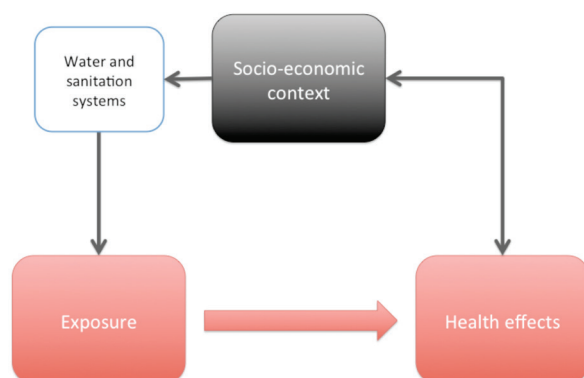 Water and
sanitation
systems
Socio-economic
context
Exposure
Health effects